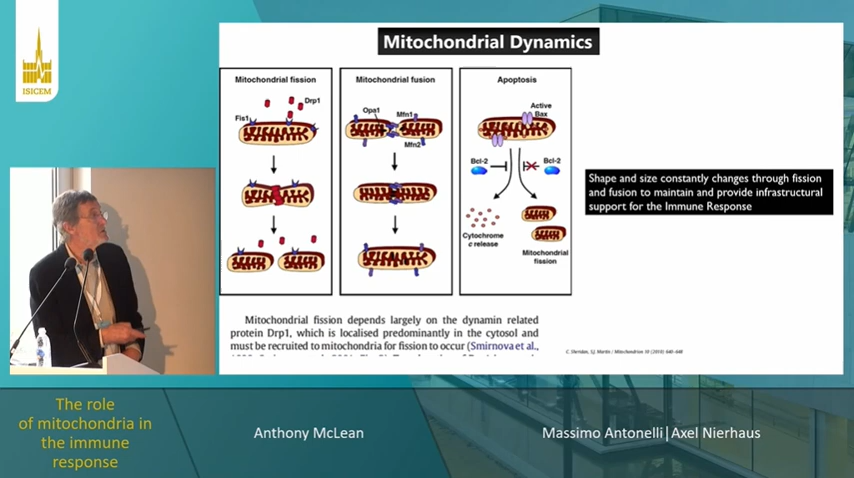 ISICEM
Mitochondrial Dynamics
Mitochondrial fission
Drp1
Fis1
Mitochondrial fusion
Opa1
Mfn1
Mfn2
Apoptosis
Active
Bax
Bcl-2
Bcl-2
Cytochrome
c release
Mitochondrial
fission
Shape and size constantly changes through fission
and fusion to maintain and provide infrastructural
support for the Immune Response
Mitochondrial fission depends largely on the dynamin related
protein Drp1, which is localised predominantly in the cytosol and
must be recruited to mitochondria for fission to occur (Smirnova et al.,
C. Sheridan, S.J. Martin / Mitochondrion 10 (2010) 640–648
The role
of mitochondria in
the immune
response
Anthony McLean
Massimo Antonelli|Axel Nierhaus